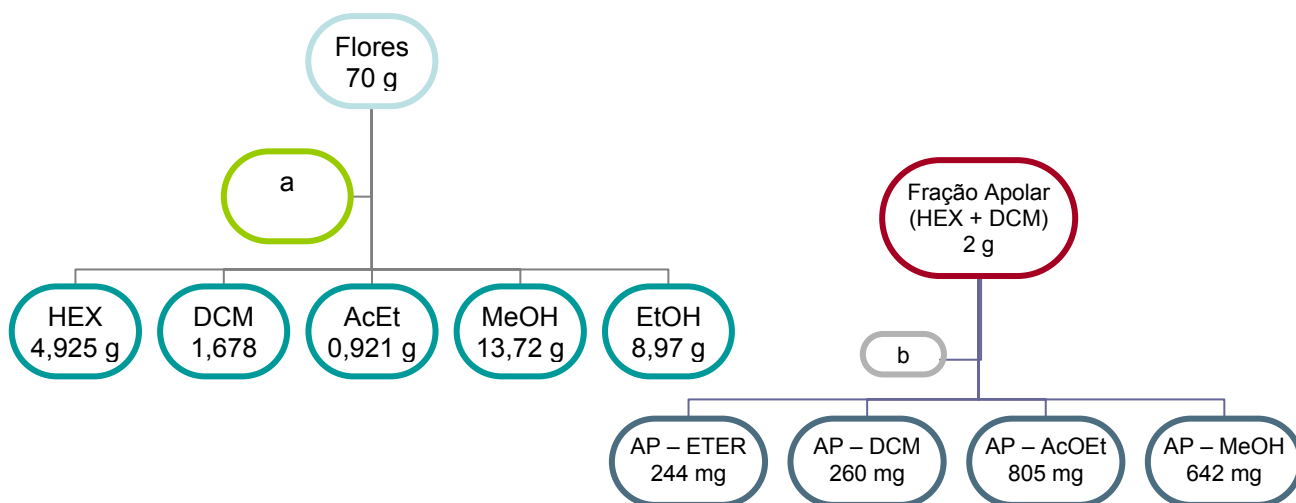 Flores
70 g
a
HEX
4,925 g
DCM
1,678
AcEt
0,921 g
MeOH
13,72 g
EtOH
8,97 g
Fração Apolar
(HEX + DCM)
2 g
b
AP – ETER
244 mg
AP – DCM
260 mg
AP – AcOEt
805 mg
AP – MeOH
642 mg